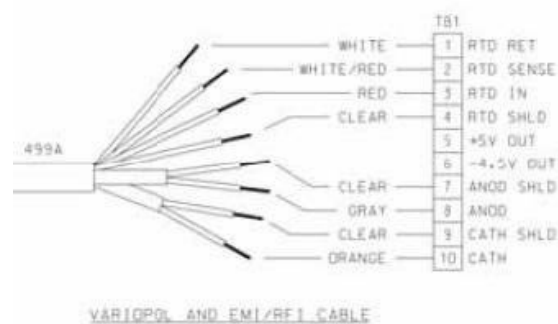 TB1
WHITE 1 RTD RET
WHITE/RED 2 RTD SENSE
RED 3 RTD IN
CLEAR 4 RTD SHLD
499A 5 +5V OUT
6 -4.5V OUT
CLEAR 7 ANOD SHLD
GRAY 8 ANOD
CLEAR 9 CATH SHLD
ORANGE 10 CATH
VARIOPOL AND EMI/RFI CABLE